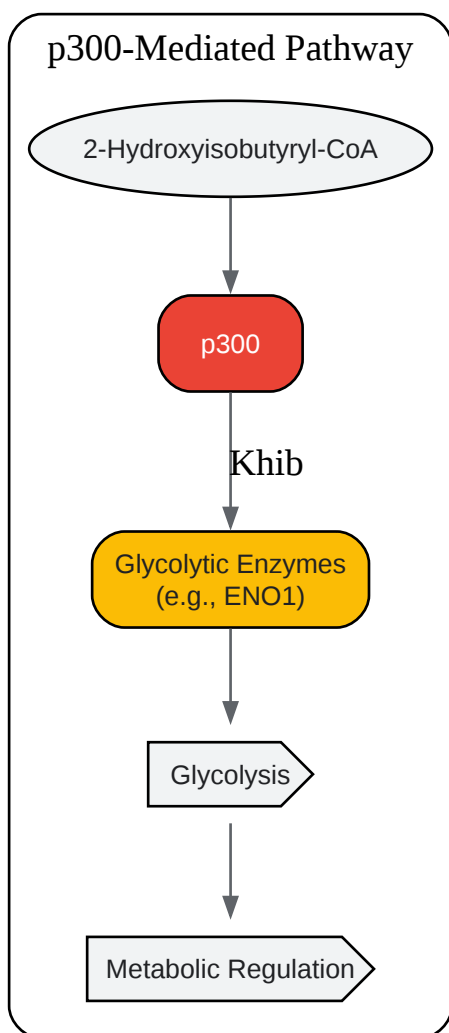 p300-Mediated Pathway
2-Hydroxyisobutyryl-CoA
p300
Khib
Glycolytic Enzymes
(e.g., ENO1)
Glycolysis
Metabolic Regulation